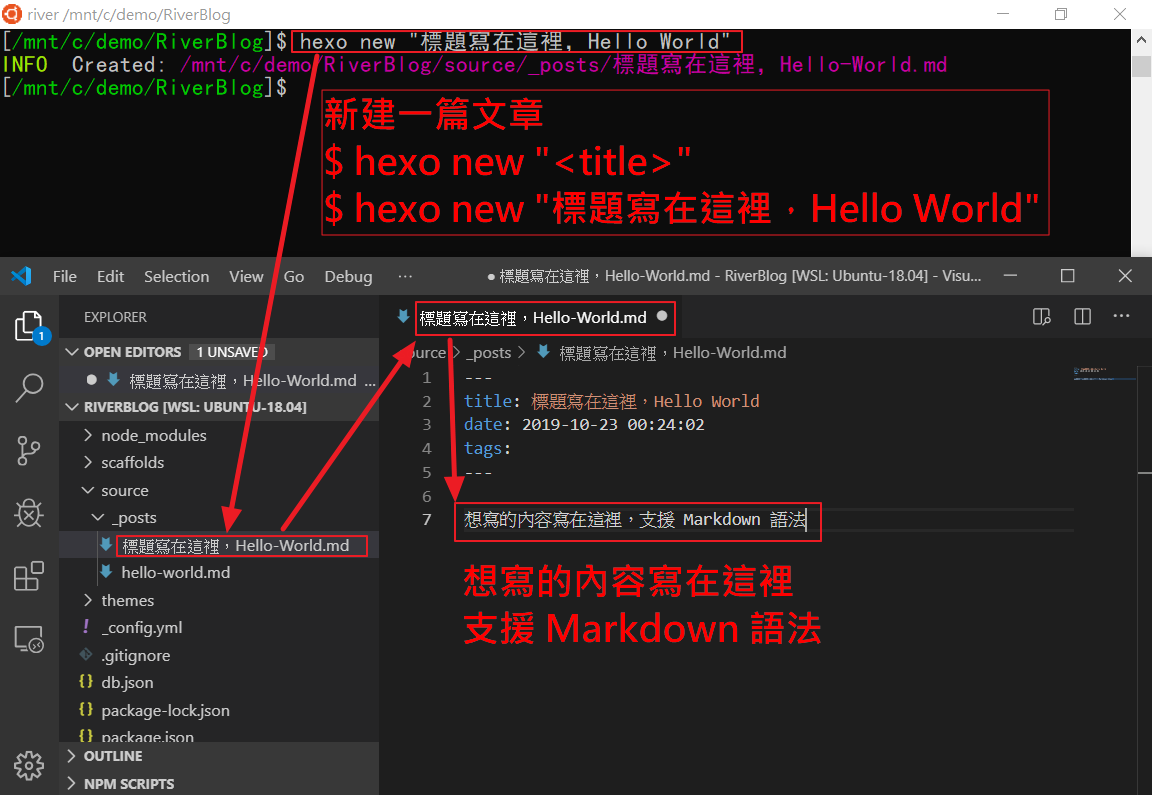 river /mnt/c/demo/RiverBlog
[/mnt/c/demo/RiverBlog]$ hexo new "標題寫在這裡, Hello World"
INFO  Created: /mnt/c/demo/RiverBlog/source/_posts/標題寫在這裡, Hello-World.md
[/mnt/c/demo/RiverBlog]$
新建一篇文章
$ hexo new "<title>"
$ hexo new "標題寫在這裡，Hello World"
File Edit Selection View Go Debug ··· ● 標題寫在這裡，Hello-World.md - RiverBlog [WSL: Ubuntu-18.04] - Visu...
1
EXPLORER
OPEN EDITORS 1 UNSAVED
標題寫在這裡，Hello-World.md ...
RIVERBLOG [WSL: UBUNTU-18.04]
node_modules
scaffolds
source
_posts
標題寫在這裡，Hello-World.md
hello-world.md
themes
! _config.yml
.gitignore
{} db.json
{} package-lock.json
{} package.json
OUTLINE
NPM SCRIPTS
標題寫在這裡，Hello-World.md ●
source > _posts > 標題寫在這裡，Hello-World.md
1 ---
2 title: 標題寫在這裡，Hello World
3 date: 2019-10-23 00:24:02
4 tags:
5 ---
6
7 想寫的內容寫在這裡，支援 Markdown 語法
想寫的內容寫在這裡
支援 Markdown 語法